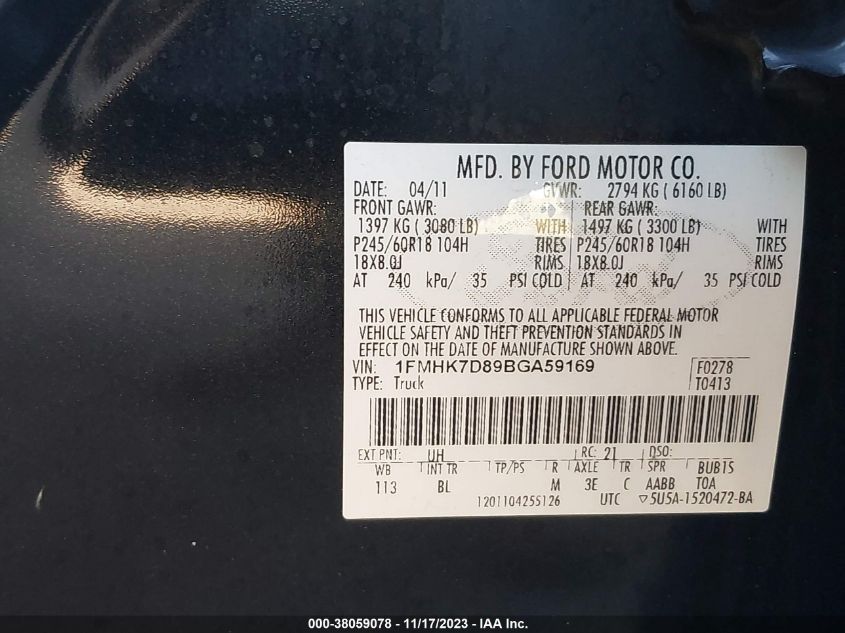 MFD. BY FORD MOTOR CO.
DATE: 04/11 GVWR: 2794 KG ( 6160 LB)
FRONT GAWR: REAR GAWR:
1397 KG ( 3080 LB) WITH 1497 KG ( 3300 LB) WITH
P245/60R18 104H TIRES P245/60R18 104H TIRES
18X8.0J RIMS 18X8.0J RIMS
AT 240 kPa/ 35 PSI COLD AT 240 kPa/ 35 PSI COLD
THIS VEHICLE CONFORMS TO ALL APPLICABLE FEDERAL MOTOR
VEHICLE SAFETY AND THEFT PREVENTION STANDARDS IN
EFFECT ON THE DATE OF MANUFACTURE SHOWN ABOVE.
VIN: 1FMHK7D89BGA59169 F0278
TYPE: Truck T0413
EXT PNT: UH RC: 21 DSO:
WB INT TR TP/PS R AXLE TR SPR BUB1S
113 BL M 3E C AABB TOA
1201104255126 UTC ▽5U5A-1520472-BA
000-38059078 - 11/17/2023 - IAA Inc.